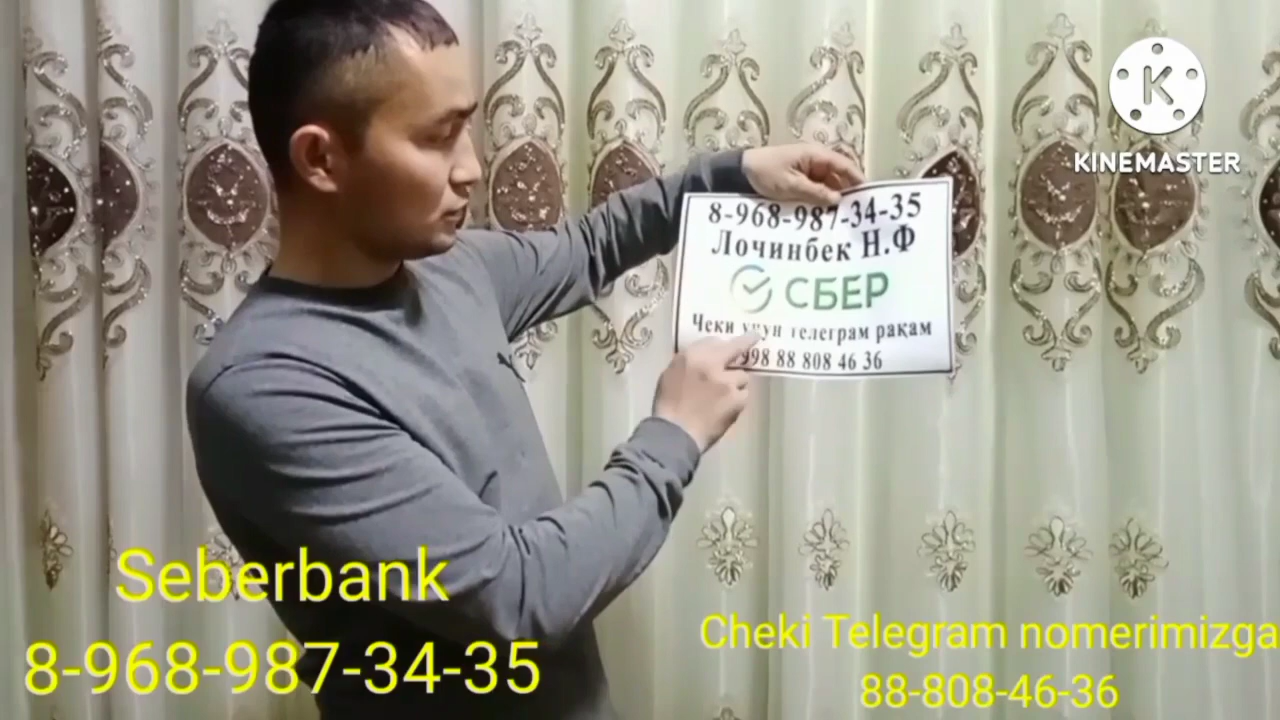 KINEMASTER
8-968-987-34-35
Лочинбек Н.Ф
СБЕР
Чеки учун телеграм рақам
998 88 808 46 36
Seberbank
8-968-987-34-35
Cheki Telegram nomerimizga
88-808-46-36